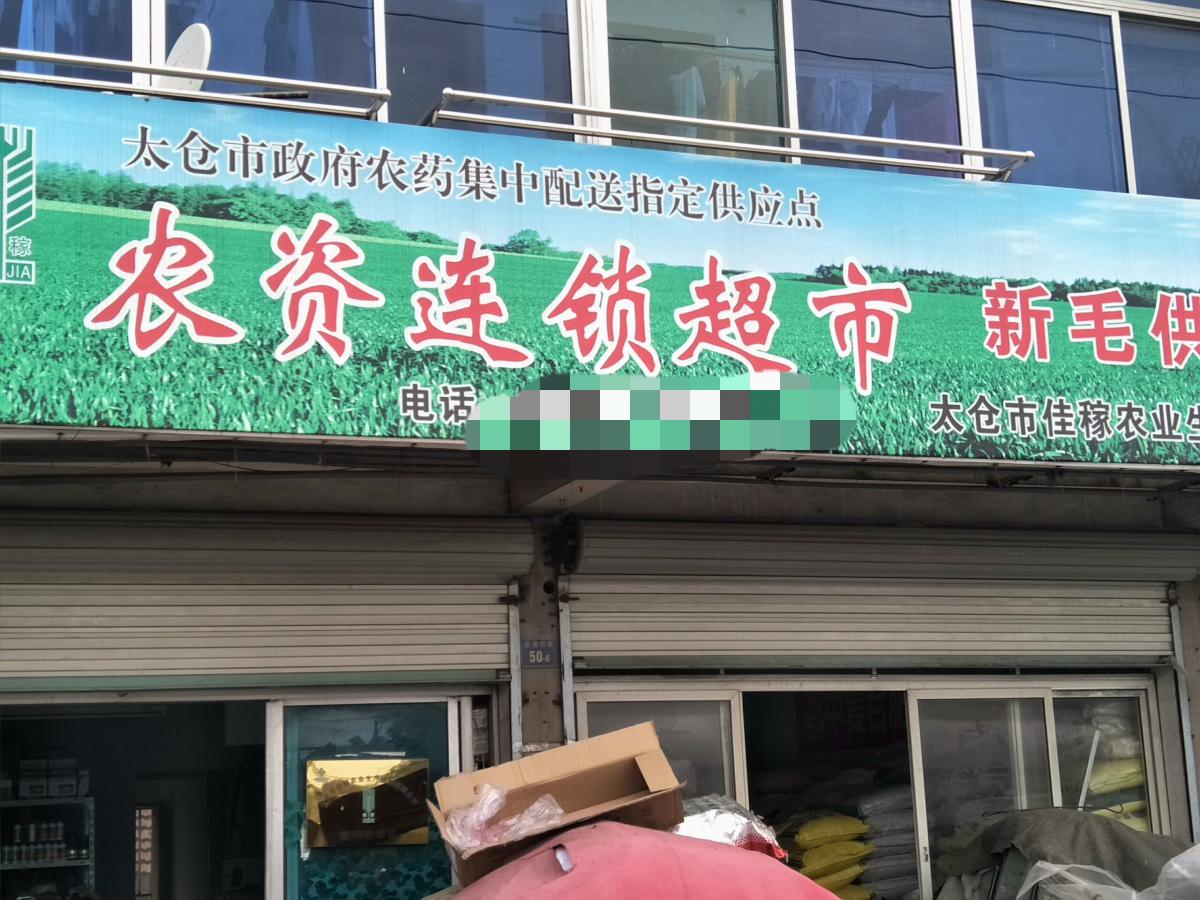 太仓市政府农药集中配送指定供应点
稼
JIA
农资连锁超市
新毛供
电话
太仓市佳稼农业生
50-6